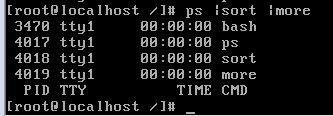 [root@localhost /]# ps |sort |more
 3470 tty1     00:00:00 bash
 4017 tty1     00:00:00 ps
 4018 tty1     00:00:00 sort
 4019 tty1     00:00:00 more
  PID TTY          TIME CMD
[root@localhost /]# _